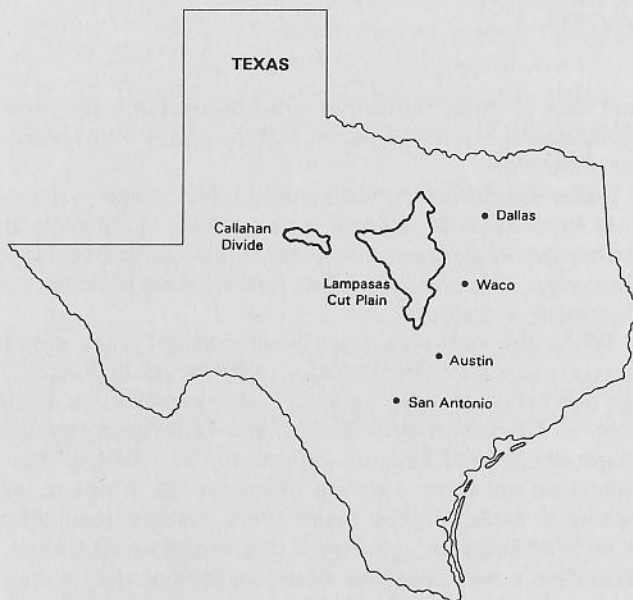 TEXAS
Callahan
Divide
Dallas
Lampasas
Cut Plain
Waco
Austin
San Antonio